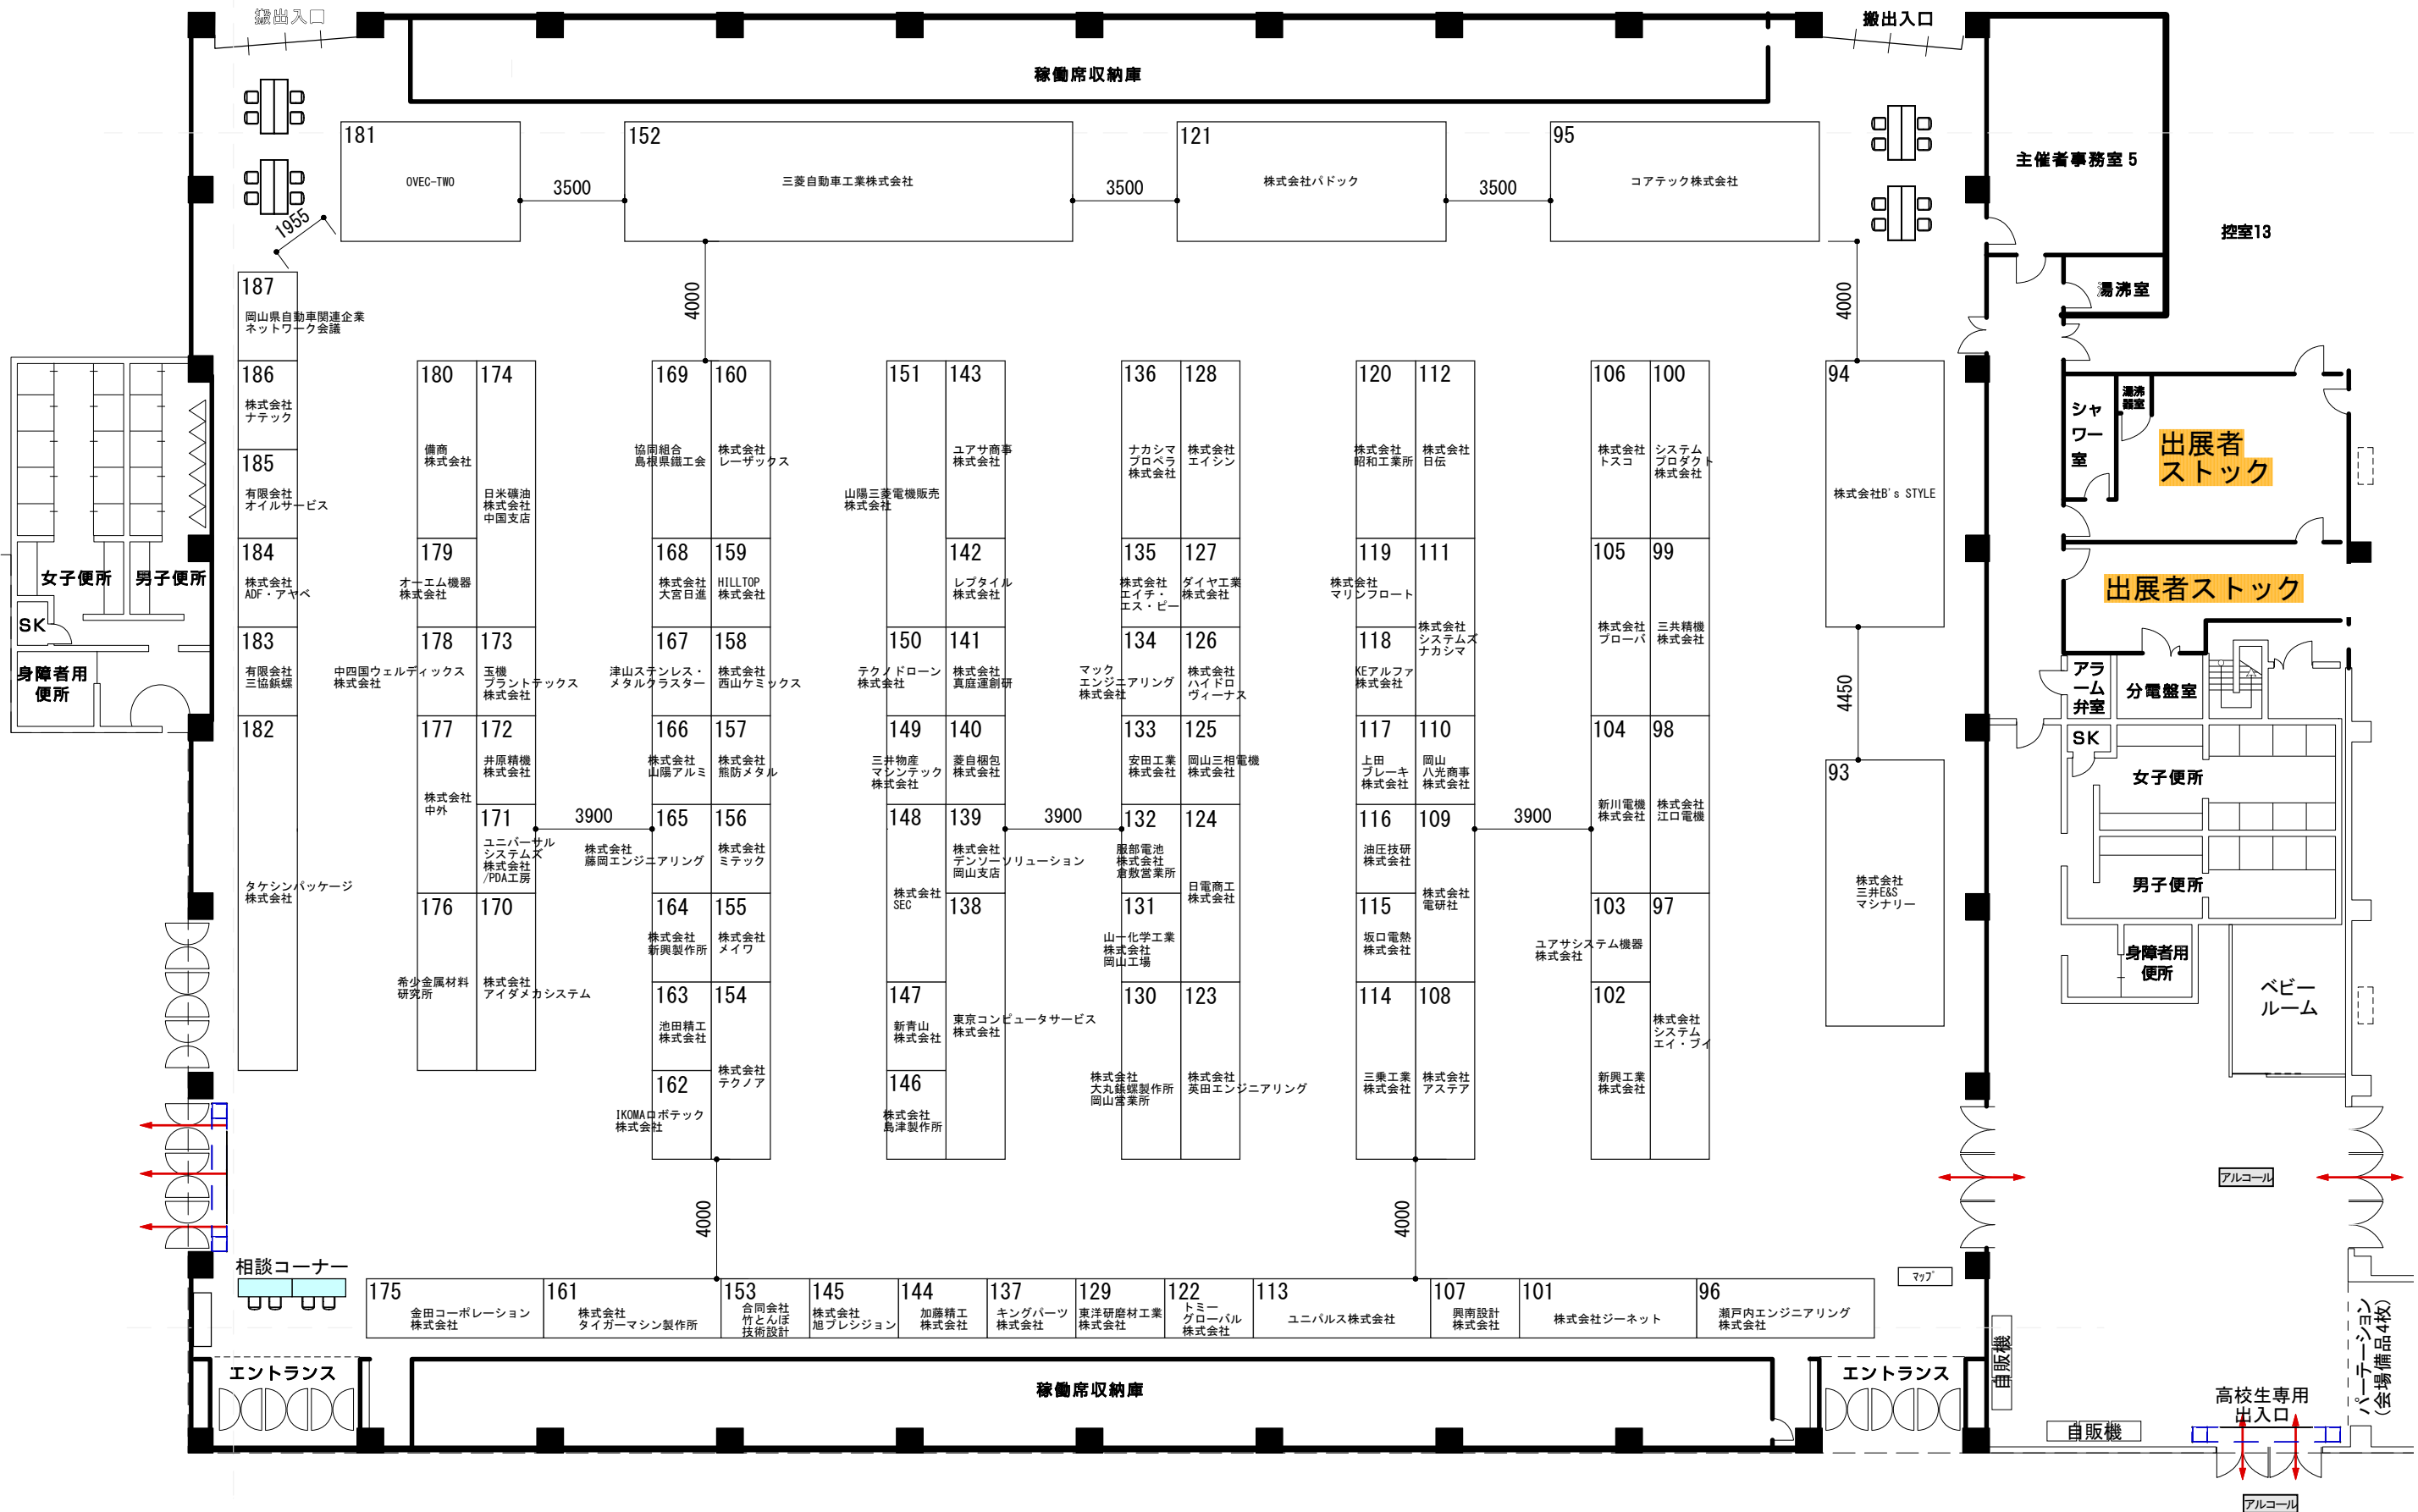 搬出入口
搬出入口
稼働席収納庫
主催者事務室 5
控室13
湯沸室
181
OVEC-TWO
3500
152
三菱自動車工業株式会社
3500
121
株式会社パドック
3500
95
コアテック株式会社
1955
4000
4000
187
岡山県自動車関連企業
ネットワーク会議
186
株式会社
ナテック
185
有限会社
オイルサービス
184
株式会社
ADF・アヤベ
183
有限会社
三協鋲螺
182
タケシンパッケージ
株式会社
女子便所
男子便所
SK
身障者用
便所
180
備商
株式会社
179
オーエム機器
株式会社
178
中四国ウェルディックス
株式会社
177
株式会社
中外
176
希少金属材料
研究所
174
日米礦油
株式会社
中国支店
173
玉機
プラントテックス
株式会社
172
井原精機
株式会社
171
ユニバーサル
システムズ
株式会社
/PDA工房
170
株式会社
アイダメカシステム
3900
169
協同組合
島根県鐵工会
168
株式会社
大宮日進
167
津山ステンレス・
メタルクラスター
166
株式会社
山陽アルミ
165
株式会社
藤岡エンジニアリング
164
株式会社
新興製作所
163
池田精工
株式会社
162
IKOMAロボテック
株式会社
160
株式会社
レーザックス
159
HILLTOP
株式会社
158
株式会社
西山ケミックス
157
株式会社
熊防メタル
156
株式会社
ミテック
155
株式会社
メイワ
154
株式会社
テクノア
151
山陽三菱電機販売
株式会社
150
テクノドローン
株式会社
149
三井物産
マシンテック
株式会社
148
株式会社
SEC
147
新青山
株式会社
146
株式会社
島津製作所
143
ユアサ商事
株式会社
142
レプタイル
株式会社
141
株式会社
真庭運創研
140
菱自梱包
株式会社
139
株式会社
デンソーソリューション
岡山支店
138
東京コンピュータサービス
株式会社
3900
136
ナカシマ
プロペラ
株式会社
135
株式会社
エイチ・
エス・ピー
134
マック
エンジニアリング
株式会社
133
安田工業
株式会社
132
服部電池
株式会社
倉敷営業所
131
山一化学工業
株式会社
岡山工場
130
株式会社
大丸鋲螺製作所
岡山営業所
128
株式会社
エイシン
127
ダイヤ工業
株式会社
126
株式会社
ハイドロ
ヴィーナス
125
岡山三相電機
株式会社
124
日電商工
株式会社
123
株式会社
英田エンジニアリング
120
株式会社
昭和工業所
119
株式会社
マリンフロート
118
KEアルファ
株式会社
117
上田
ブレーキ
株式会社
116
油圧技研
株式会社
115
坂口電熱
株式会社
114
三乗工業
株式会社
112
株式会社
日伝
111
株式会社
システムズ
ナカシマ
110
岡山
八光商事
株式会社
109
株式会社
電研社
108
株式会社
アステア
3900
106
株式会社
トスコ
105
株式会社
ブローバ
104
新川電機
株式会社
103
ユアサシステム機器
株式会社
102
新興工業
株式会社
100
システム
プロダクト
株式会社
99
三共精機
株式会社
98
株式会社
江口電機
97
株式会社
システム
エイ・ブイ
94
株式会社B's STYLE
4450
93
株式会社
三井E&S
マシナリー
シャ
ワー
室
湯沸
器室
出展者
ストック
出展者ストック
アラ
ーム
弁室
分電盤室
SK
女子便所
男子便所
身障者用
便所
ベビー
ルーム
アルコール
4000
4000
相談コーナー
175
金田コーポレーション
株式会社
161
株式会社
タイガーマシン製作所
153
合同会社
竹とんぼ
技術設計
145
株式会社
旭プレシジョン
144
加藤精工
株式会社
137
キングパーツ
株式会社
129
東洋研磨材工業
株式会社
122
トミー
グローバル
株式会社
113
ユニパルス株式会社
107
興南設計
株式会社
101
株式会社ジーネット
96
瀬戸内エンジニアリング
株式会社
マップ
エントランス
稼働席収納庫
エントランス
自販機
自販機
高校生専用
出入口
パーテーション
(会場備品4枚)
アルコール